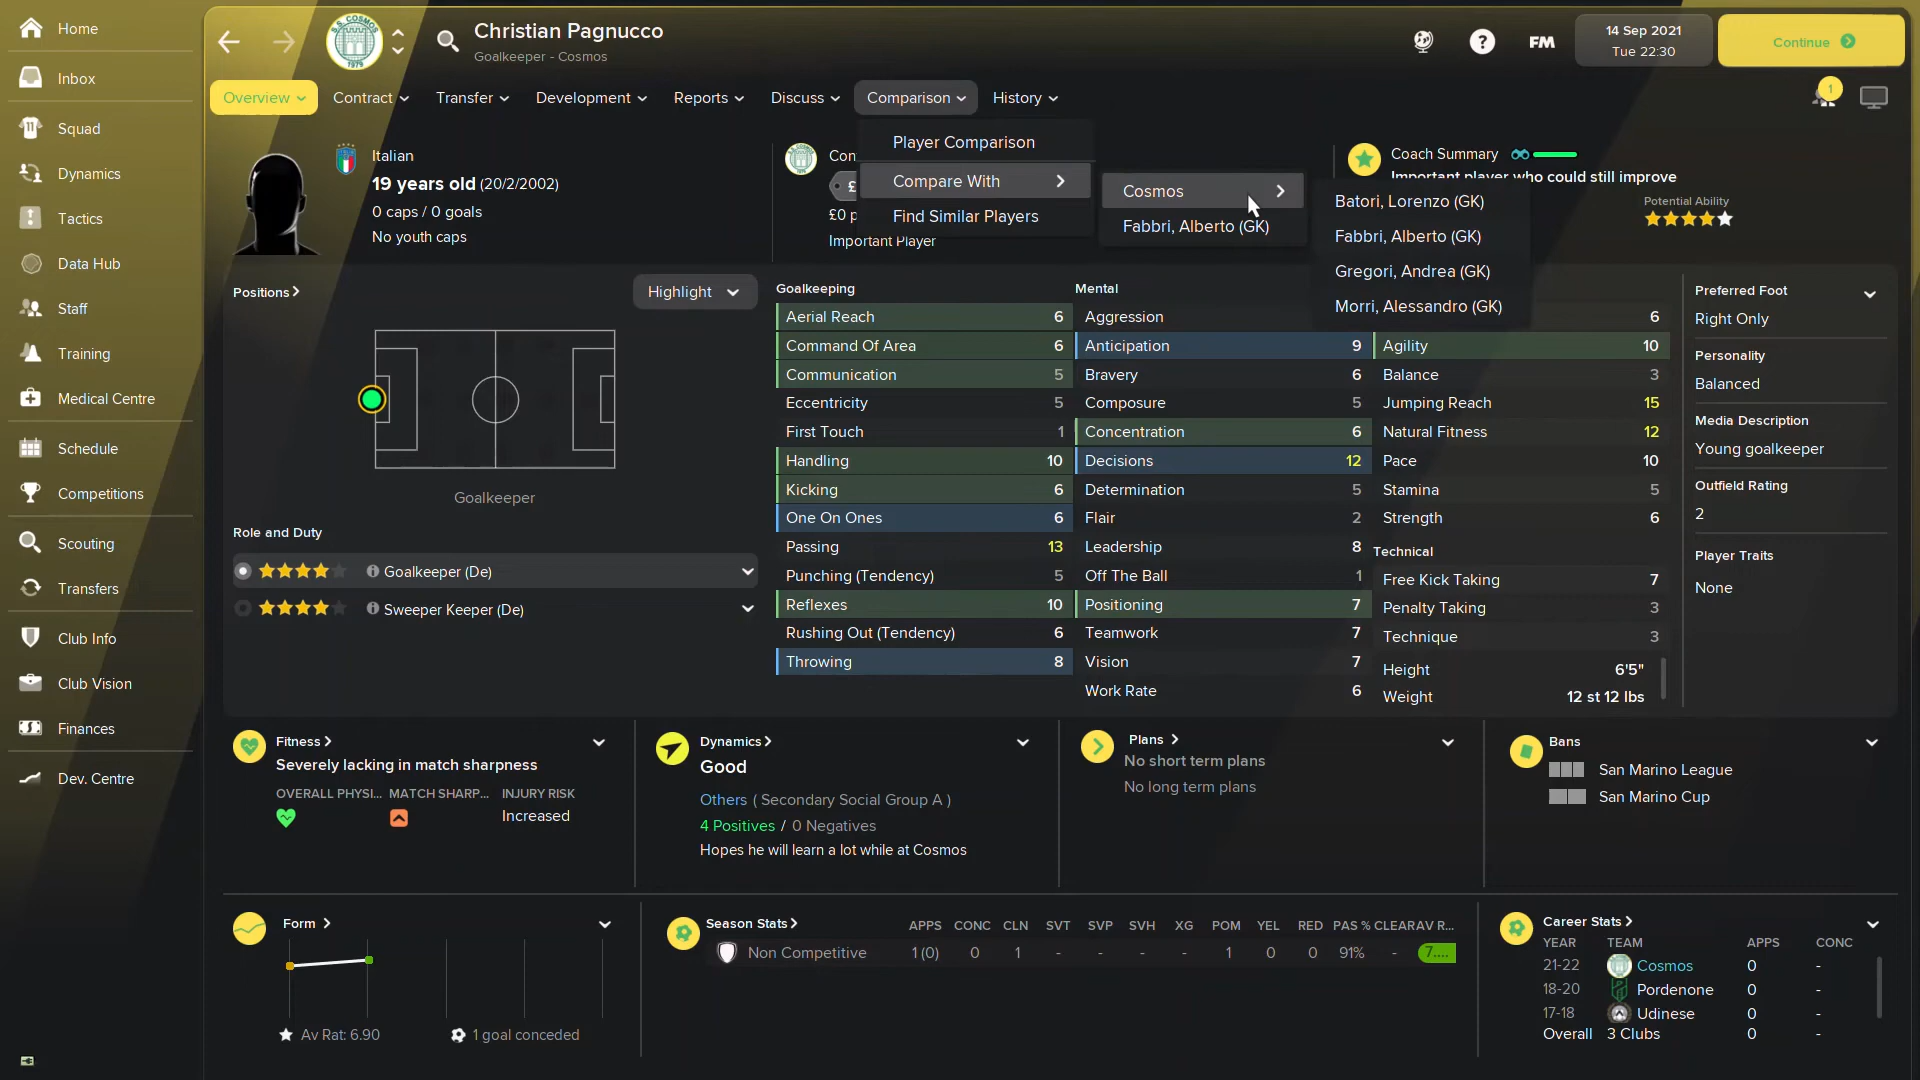 Home
Inbox
Squad
Dynamics
Tactics
Data Hub
Staff
Training
Medical Centre
Schedule
Competitions
Scouting
Transfers
Club Info
Club Vision
Finances
Dev. Centre
Christian Pagnucco
Goalkeeper - Cosmos
FM
14 Sep 2021
Tue 22:30
Continue
Overview
Contract
Transfer
Development
Reports
Discuss
Comparison
History
1
Player Comparison
Compare With
Find Similar Players
Cosmos
Fabbri, Alberto (GK)
Batori, Lorenzo (GK)
Fabbri, Alberto (GK)
Gregori, Andrea (GK)
Morri, Alessandro (GK)
Italian
19 years old (20/2/2002)
0 caps / 0 goals
No youth caps
Con
£
£0 p
Important Player
Coach Summary
Important player who could still improve
Potential Ability
Positions
Highlight
Goalkeeper
Role and Duty
Goalkeeper (De)
Sweeper Keeper (De)
Goalkeeping
Aerial Reach 6
Command Of Area 6
Communication 5
Eccentricity 5
First Touch 1
Handling 10
Kicking 6
One On Ones 6
Passing 13
Punching (Tendency) 5
Reflexes 10
Rushing Out (Tendency) 6
Throwing 8
Mental
Aggression
Anticipation 9
Bravery 6
Composure 5
Concentration 6
Decisions 12
Determination 5
Flair 2
Leadership 8
Off The Ball 1
Positioning 7
Teamwork 7
Vision 7
Work Rate 6
6
Agility 10
Balance 3
Jumping Reach 15
Natural Fitness 12
Pace 10
Stamina 5
Strength 6
Technical
Free Kick Taking 7
Penalty Taking 3
Technique 3
Height 6'5"
Weight 12 st 12 lbs
Preferred Foot
Right Only
Personality
Balanced
Media Description
Young goalkeeper
Outfield Rating
2
Player Traits
None
Fitness
Severely lacking in match sharpness
OVERALL PHYSI... MATCH SHARP... INJURY RISK
Increased
Dynamics
Good
Others ( Secondary Social Group A )
4 Positives / 0 Negatives
Hopes he will learn a lot while at Cosmos
Plans
No short term plans
No long term plans
Bans
San Marino League
San Marino Cup
Form
Av Rat: 6.90
1 goal conceded
Season Stats
APPS CONC CLN SVT SVP SVH XG POM YEL RED PAS % CLEAR AV R...
Non Competitive 1 (0) 0 1 - - - - 1 0 0 91% - 7....
Career Stats
YEAR TEAM APPS CONC
21-22 Cosmos 0 -
18-20 Pordenone 0 -
17-18 Udinese 0 -
Overall 3 Clubs 0 -